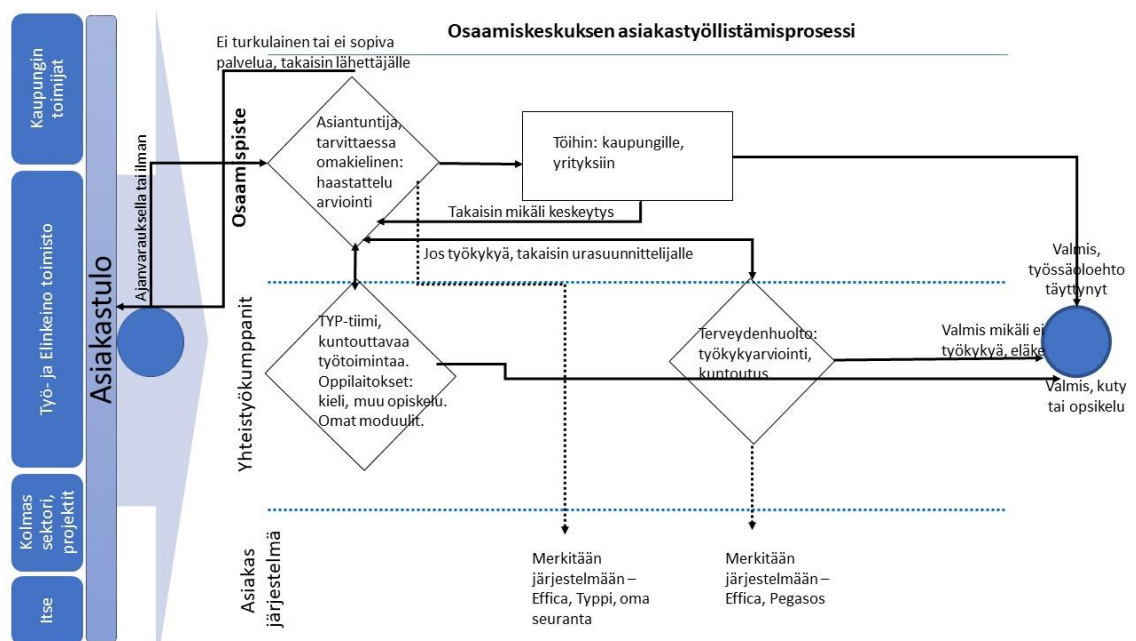 Osaamiskeskuksen asiakastyöllistämisprosessi
Kaupungin
toimijat
Työ- ja Elinkeino toimisto
Kolmas
sektori,
projektit
Itse
Asiakastulo
Ajanvarauksella tai ilman
Osaamispiste
Ei turkulainen tai ei sopiva
palvelua, takaisin lähettäjälle
Asiantuntija,
tarvittaessa
omakielinen:
haastattelu
arviointi
Töihin: kaupungille,
yrityksiin
Takaisin mikäli keskeytys
Jos työkykyä, takaisin urasuunnittelijalle
Valmis,
työssäoloehto
täyttynyt
Yhteistyökumppanit
TYP-tiimi,
kuntouttavaa
työtoimintaa.
Oppilaitokset:
kieli, muu opiskelu.
Omat moduulit.
Terveydenhuolto:
työkykyarviointi,
kuntoutus
Valmis mikäli ei
työkykyä, eläke
Valmis, kuty
tai opsikelu
Asiakas
järjestelmä
Merkitään
järjestelmään –
Effica, Typpi, oma
seuranta
Merkitään
järjestelmään –
Effica, Pegasos